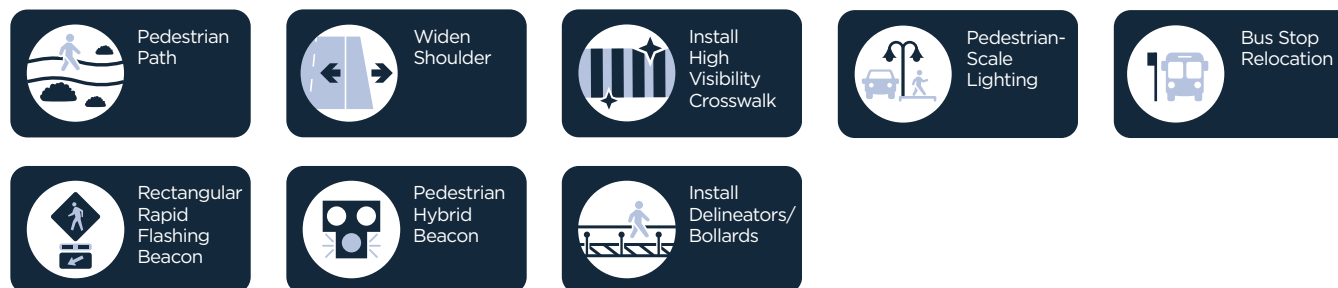 Pedestrian
Path
Widen
Shoulder
Install
High
Visibility
Crosswalk
Pedestrian-
Scale
Lighting
Bus Stop
Relocation
Rectangular
Rapid
Flashing
Beacon
Pedestrian
Hybrid
Beacon
Install
Delineators/
Bollards